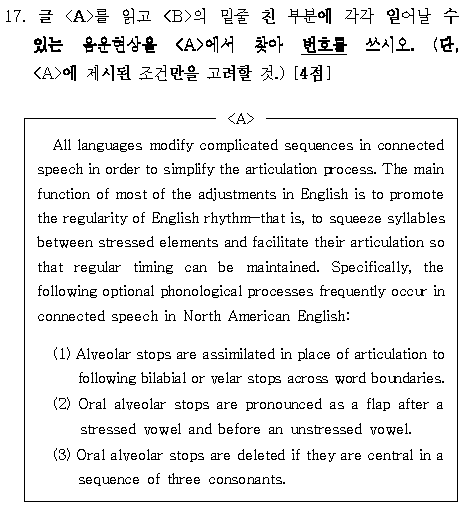 17. 글 <A>를 읽고 <B>의 밑줄 친 부분에 각각 일어날 수
있는 음운현상을 <A>에서 찾아 번호를 쓰시오. (단,
<A>에 제시된 조건만을 고려할 것.) [4점]
<A>
All languages modify complicated sequences in connected
speech in order to simplify the articulation process. The main
function of most of the adjustments in English is to promote
the regularity of English rhythm—that is, to squeeze syllables
between stressed elements and facilitate their articulation so
that regular timing can be maintained. Specifically, the
following optional phonological processes frequently occur in
connected speech in North American English:
(1) Alveolar stops are assimilated in place of articulation to
following bilabial or velar stops across word boundaries.
(2) Oral alveolar stops are pronounced as a flap after a
stressed vowel and before an unstressed vowel.
(3) Oral alveolar stops are deleted if they are central in a
sequence of three consonants.